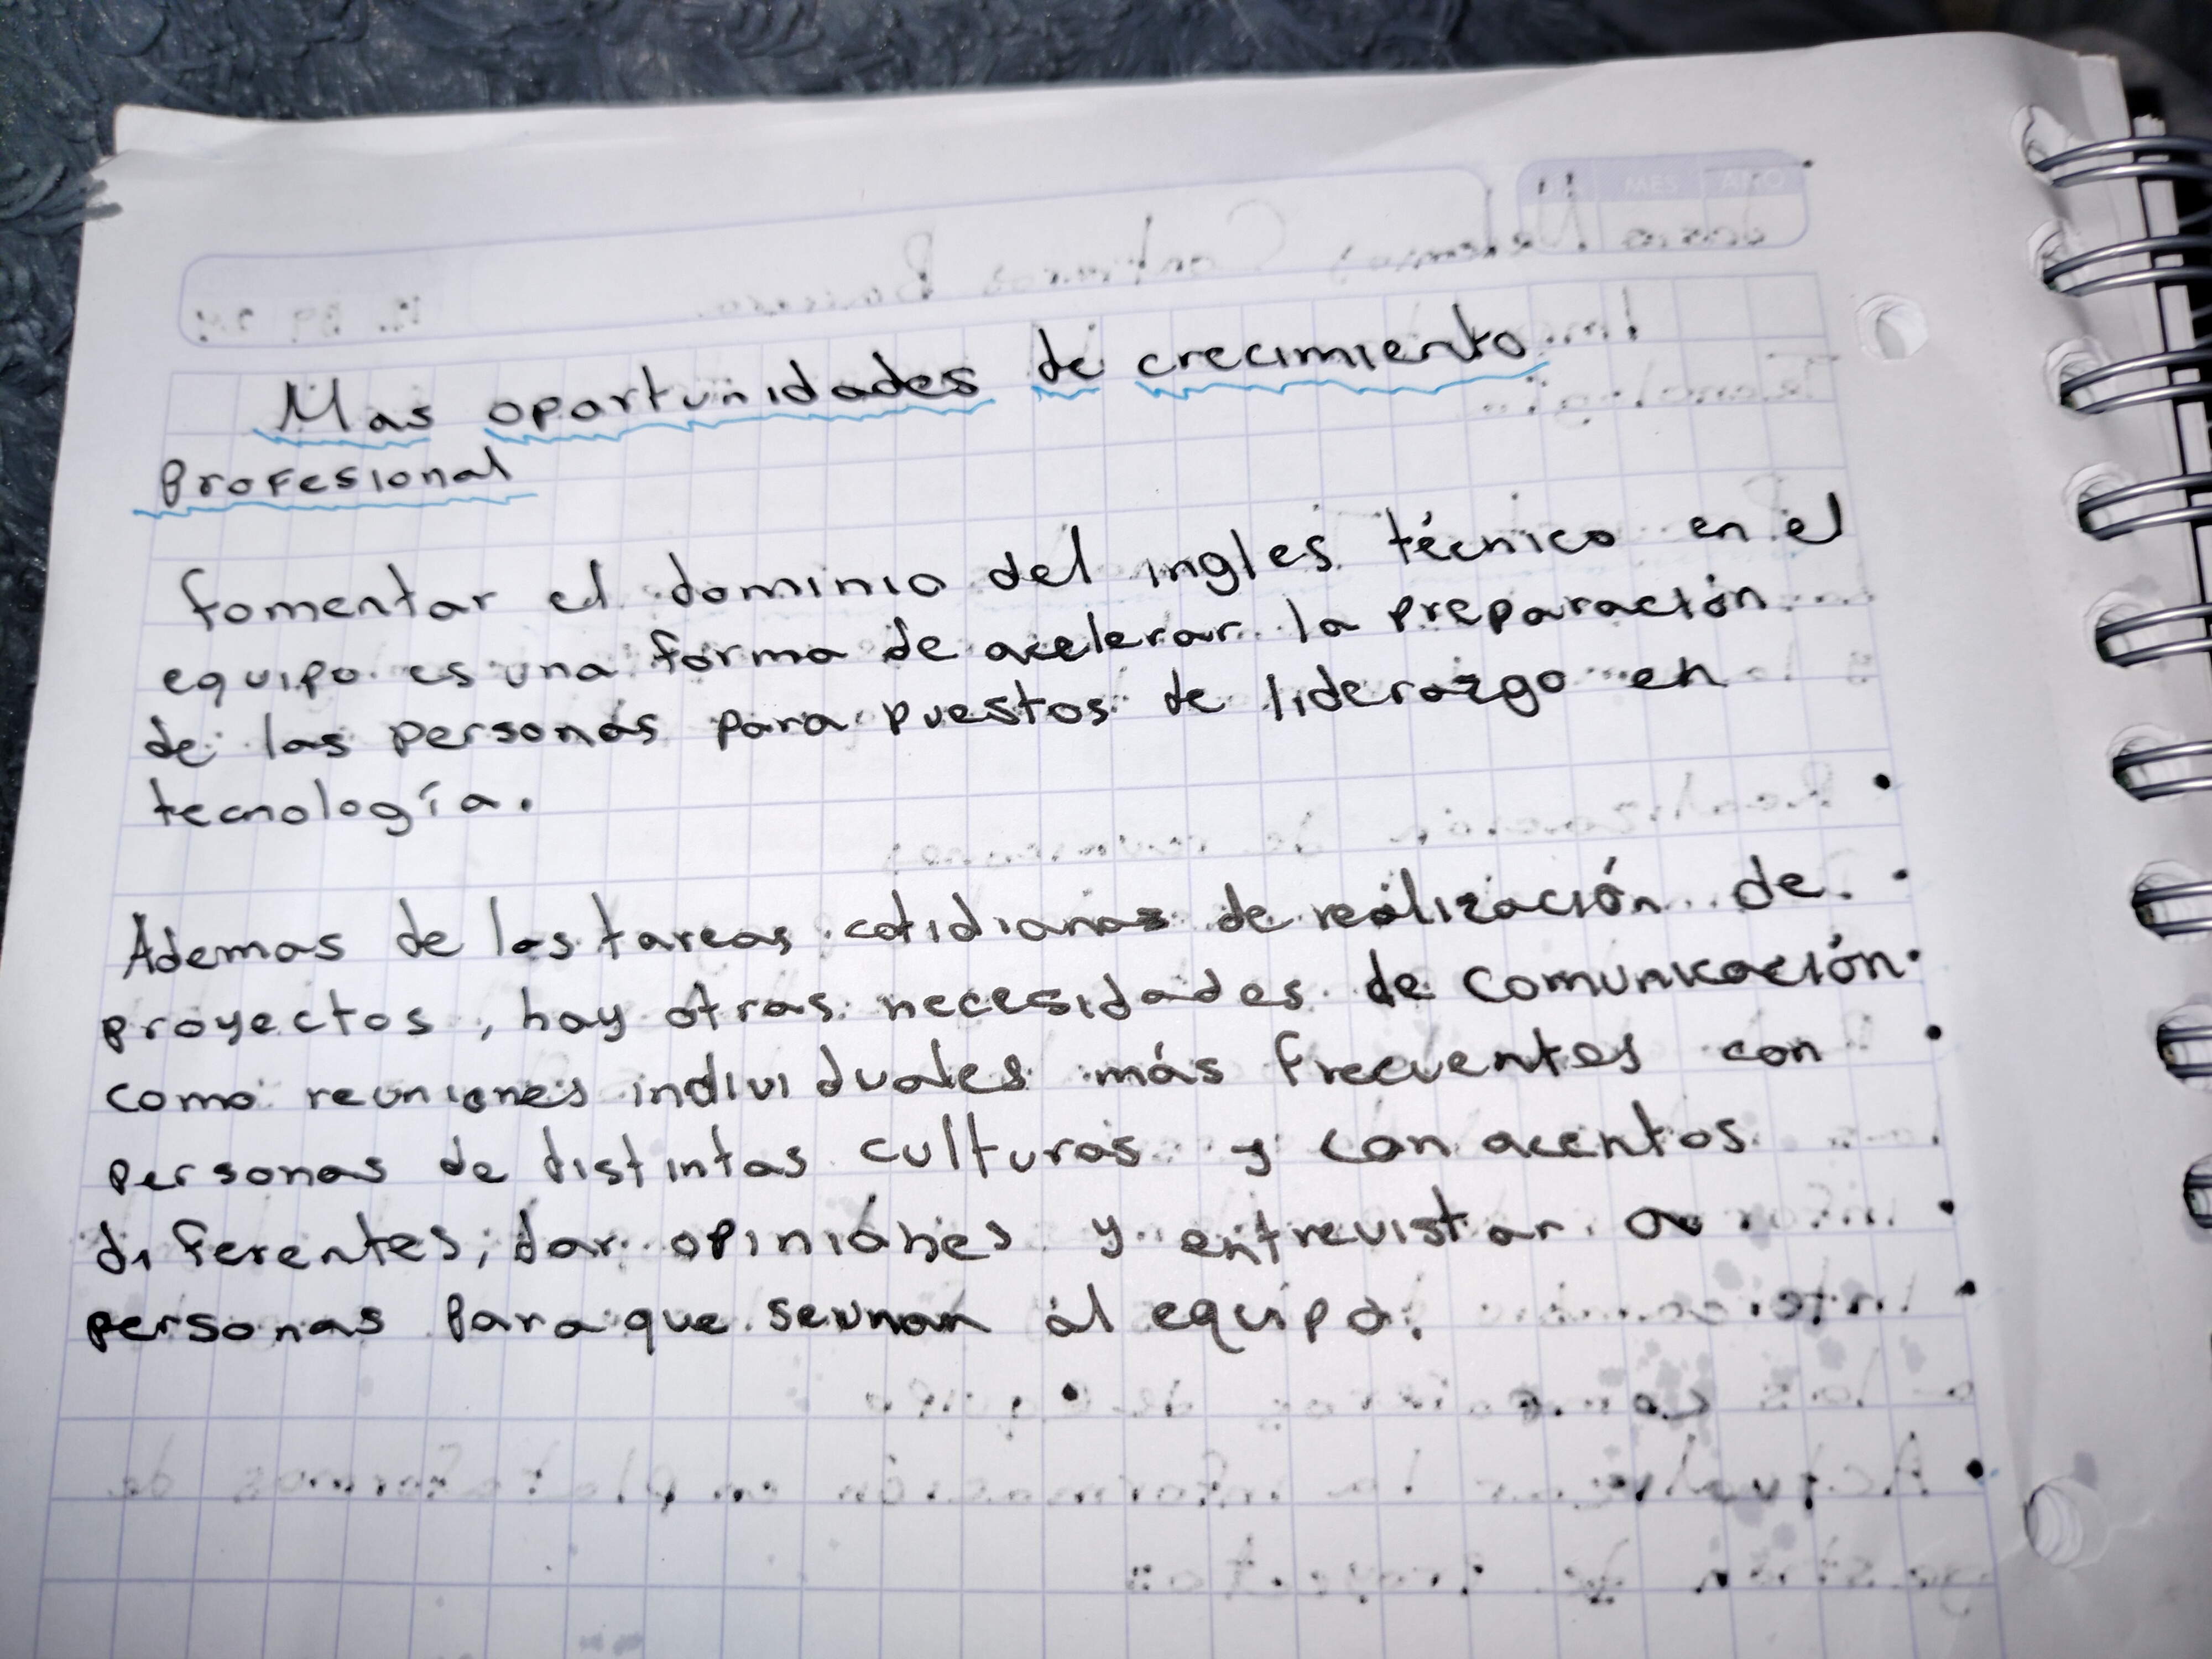 MES AÑO
Mas oportunidades de crecimiento
Profesional
fomentar el dominio del ingles técnico en el
equipo es una forma de acelerar la preparación
de las personas para puestos de liderazgo en
tecnología.
Ademas de las tareas cotidianas de realización de
proyectos, hay otras necesidades de comunicación
como reuniones individuales más frecuentes con
personas de distintas culturas y con acentos
diferentes, dar opiniones y entrevistar a
personas para que seunan al equipo.